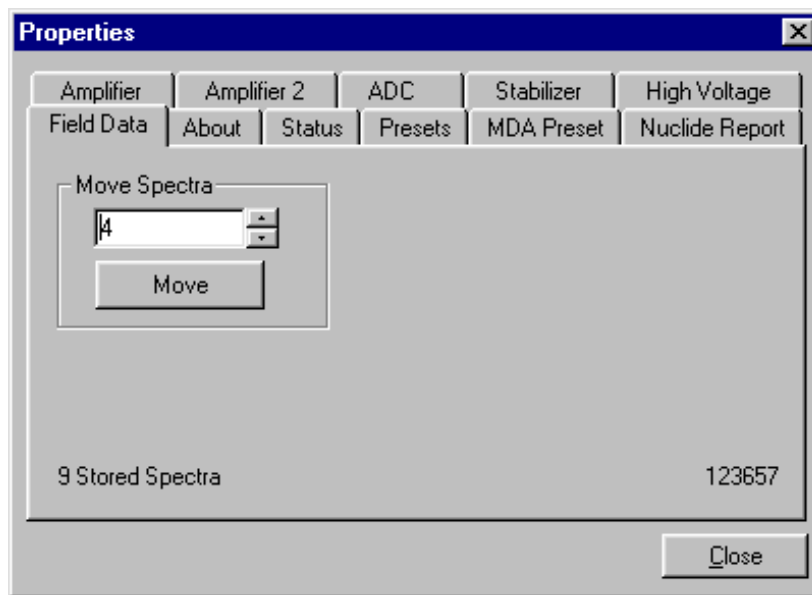 Properties
Amplifier Amplifier 2 ADC Stabilizer High Voltage
Field Data About Status Presets MDA Preset Nuclide Report
Move Spectra
4
Move
9 Stored Spectra 123657
Close